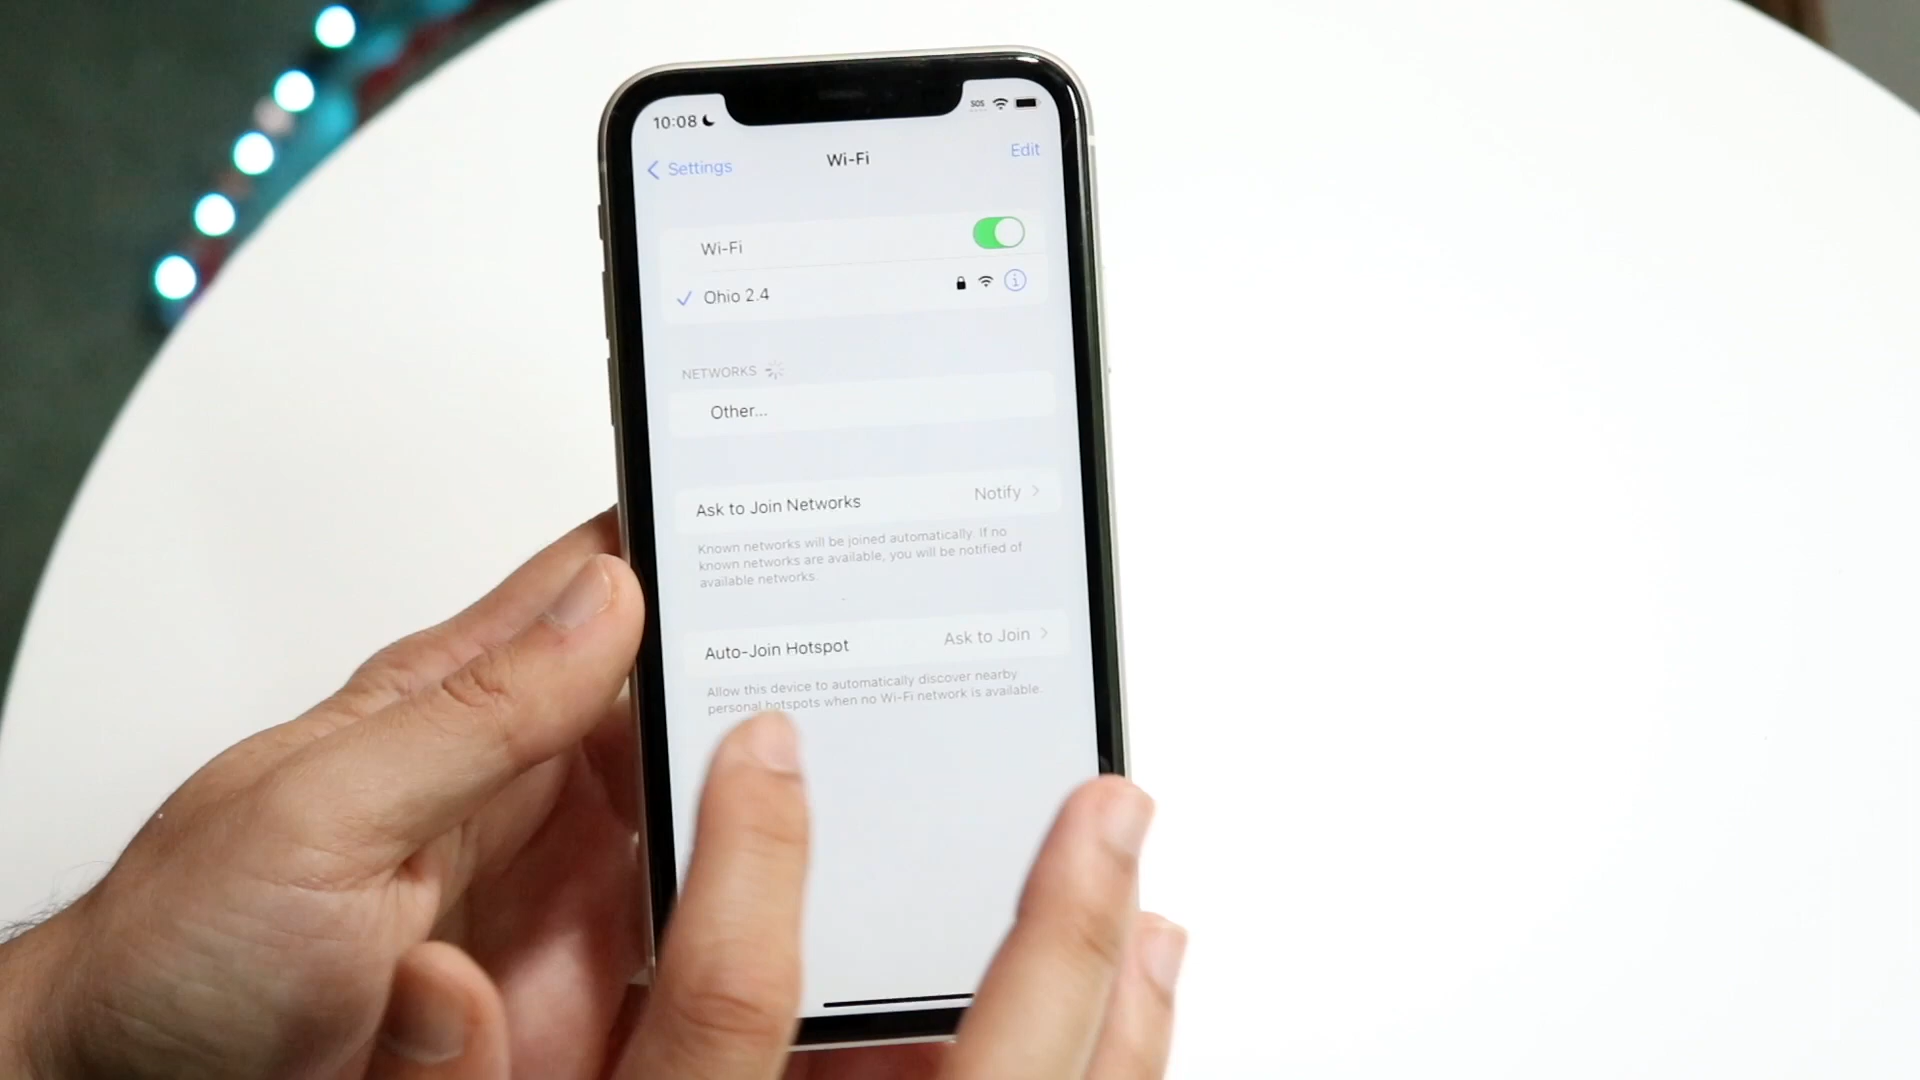 10:08
SOS
Settings
Wi-Fi
Edit
Wi-Fi
Ohio 2.4
NETWORKS
Other...
Ask to Join Networks
Notify
Known networks will be joined automatically. If no
known networks are available, you will be notified of
available networks.
Auto-Join Hotspot
Ask to Join
Allow this device to automatically discover nearby
personal hotspots when no Wi-Fi network is available.